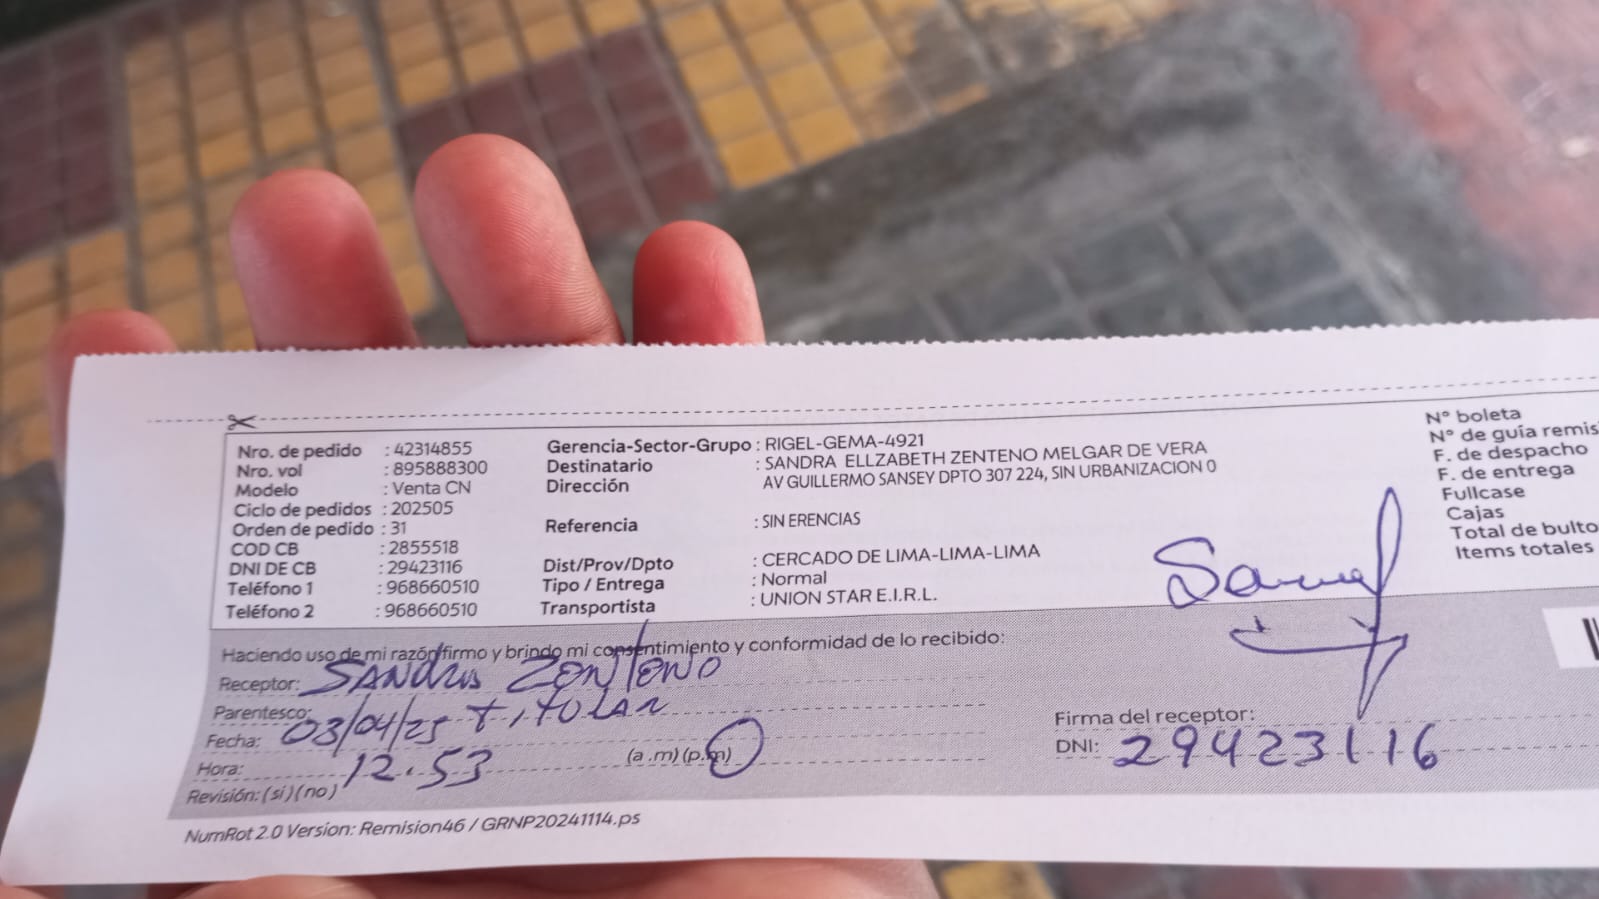 Nro. de pedido : 42314855
Nro. vol : 895888300
Modelo : Venta CN
Ciclo de pedidos : 202505
Orden de pedido : 31
COD CB : 2855518
DNI DE CB : 29423116
Teléfono 1 : 968660510
Teléfono 2 : 968660510
Gerencia-Sector-Grupo : RIGEL-GEMA-4921
Destinatario : SANDRA ELLZABETH ZENTENO MELGAR DE VERA
Dirección AV GUILLERMO SANSEY DPTO 307 224, SIN URBANIZACION 0
Referencia : SIN ERENCIAS
Dist/Prov/Dpto : CERCADO DE LIMA-LIMA-LIMA
Tipo / Entrega : Normal
Transportista : UNION STAR E.I.R.L.
N° boleta
N° de guía remis
F. de despacho
F. de entrega
Fullcase
Cajas
Total de bulto
Items totales
Haciendo uso de mi razón firmo y brindo mi consentimiento y conformidad de lo recibido:
Receptor: SANDRA ZENTENO
Parentesco: TITULAR
Fecha: 03/04/25
Hora: 12.53 (a.m) (p.m)
Revisión: (si) (no)
Firma del receptor:
DNI: 29423116
NumRot 2.0 Version: Remision46 / GRNP20241114.ps